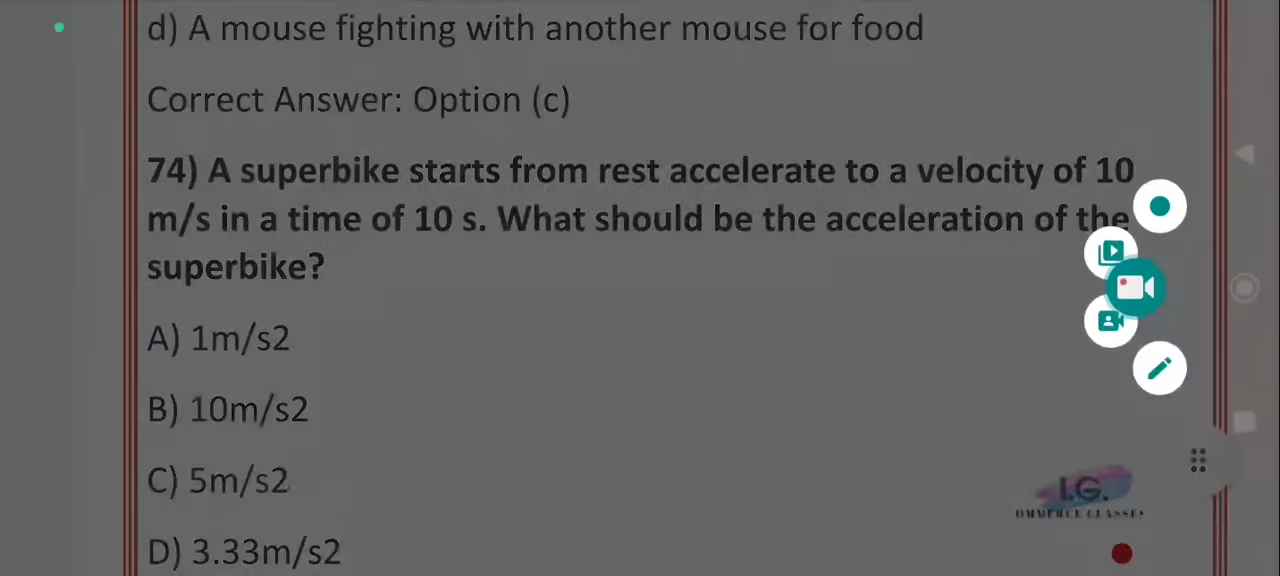 d) A mouse fighting with another mouse for food
Correct Answer: Option (c)
74) A superbike starts from rest accelerate to a velocity of 10
m/s in a time of 10 s. What should be the acceleration of the
superbike?
A) 1m/s2
B) 10m/s2
C) 5m/s2
D) 3.33m/s2
I.G.
OMMERCE CLASSES